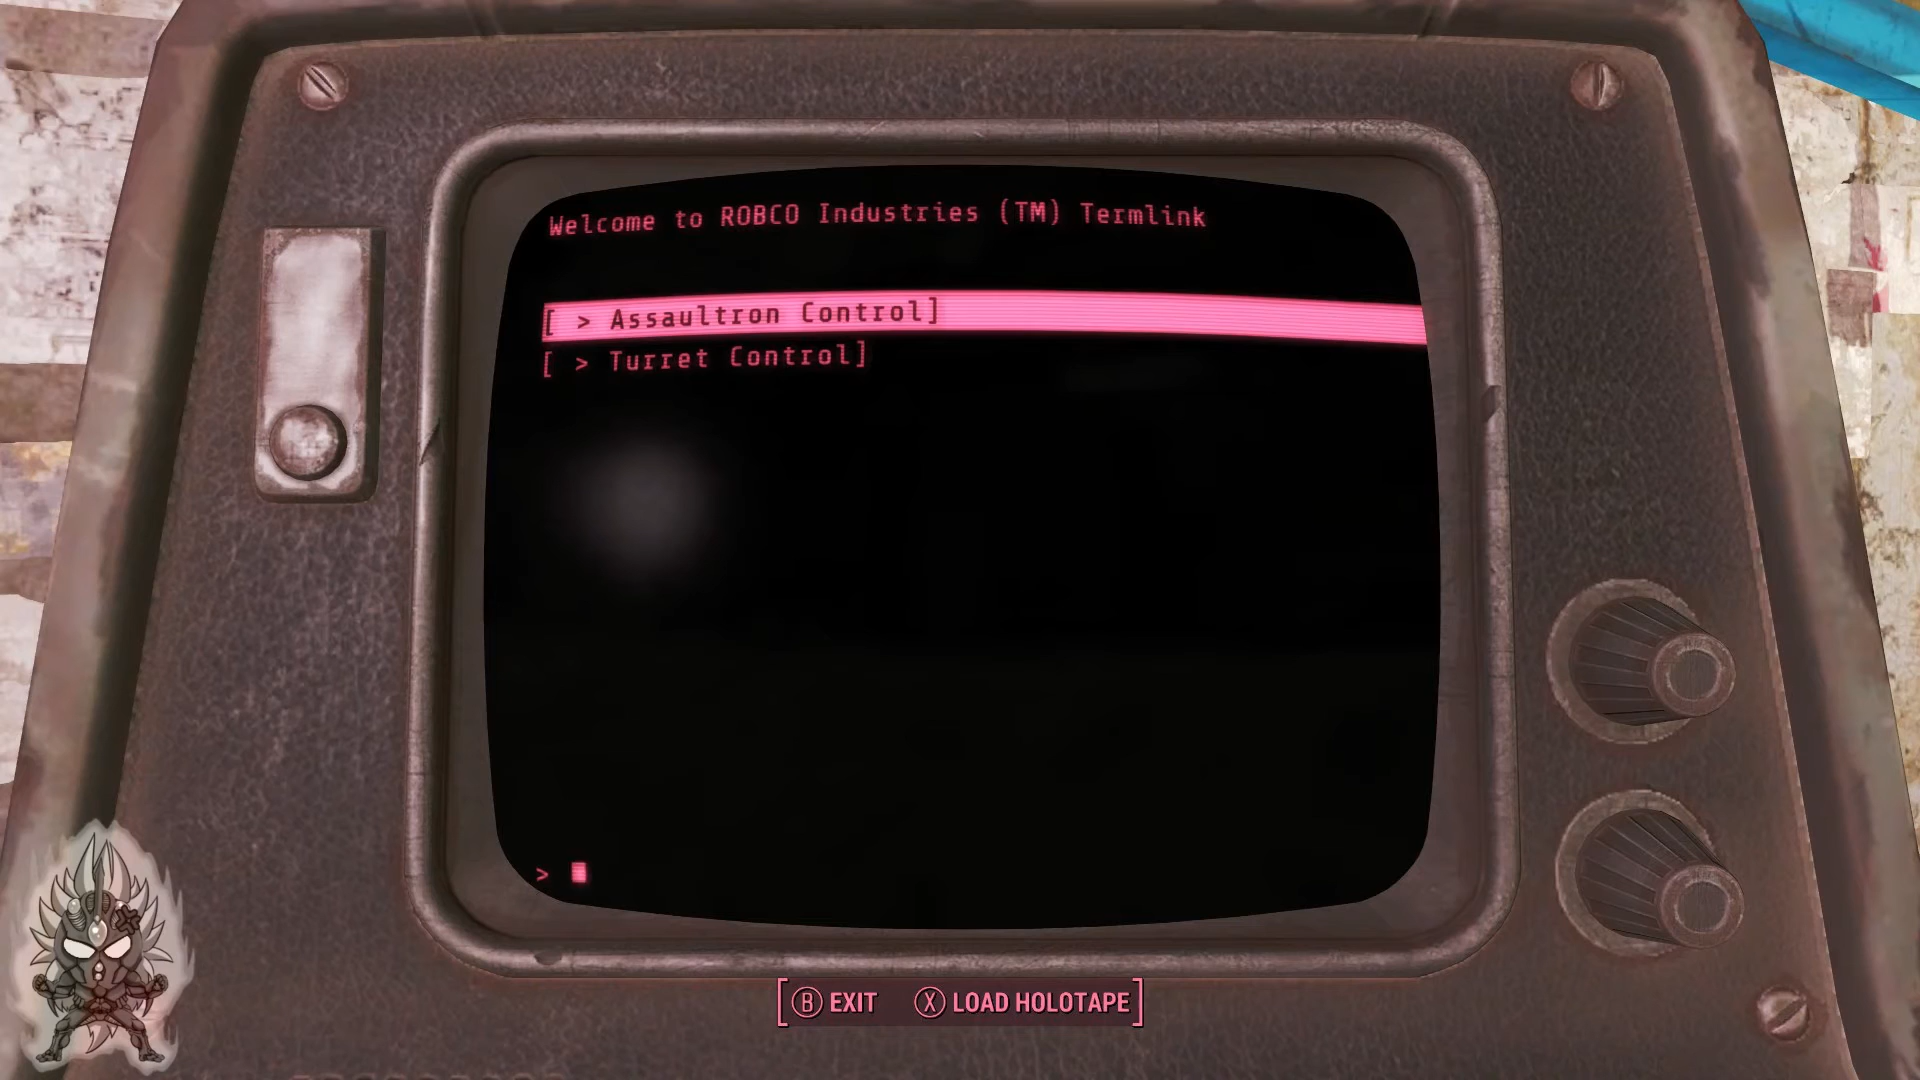 Welcome to ROBCO Industries (TM) Termlink
[ > Assaultron Control]
[ > Turret Control]
>
[Ⓑ EXIT Ⓧ LOAD HOLOTAPE]